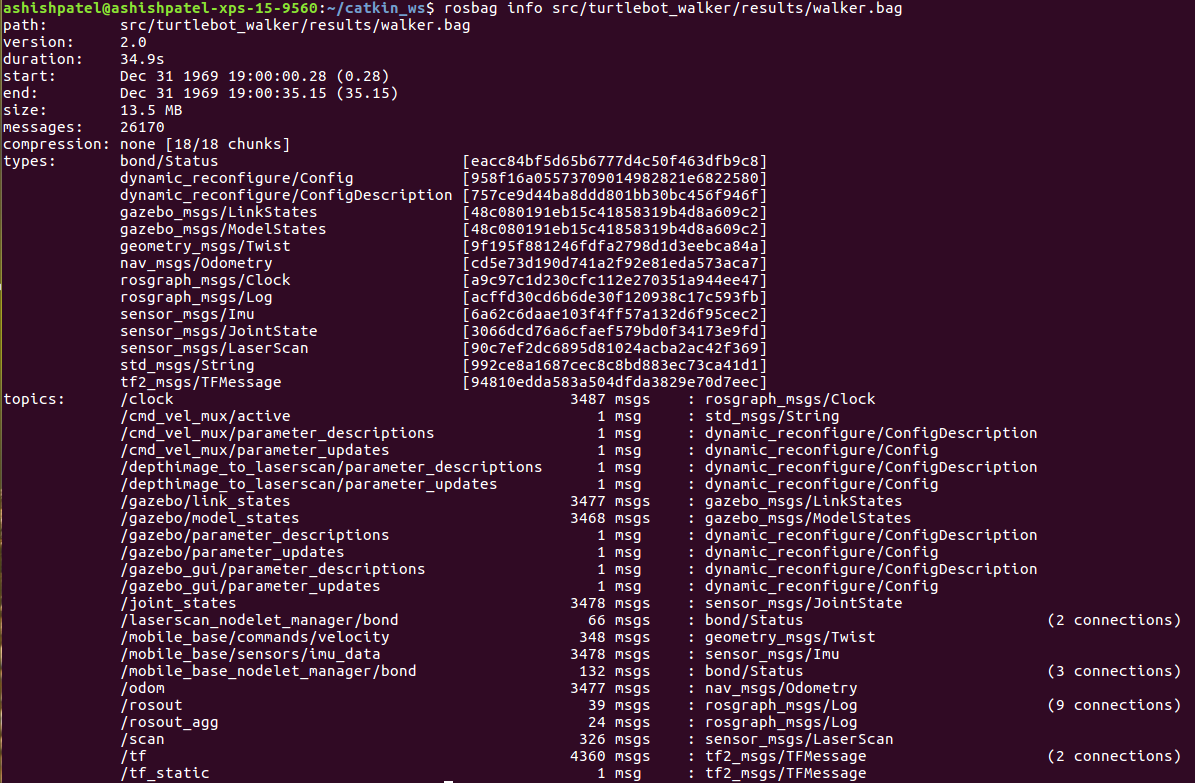 ashishpatel@ashishpatel-xps-15-9560:~/catkin_ws$ rosbag info src/turtlebot_walker/results/walker.bag
path:        src/turtlebot_walker/results/walker.bag
version:     2.0
duration:    34.9s
start:       Dec 31 1969 19:00:00.28 (0.28)
end:         Dec 31 1969 19:00:35.15 (35.15)
size:        13.5 MB
messages:    26170
compression: none [18/18 chunks]
types:       bond/Status                           [eacc84bf5d65b6777d4c50f463dfb9c8]
             dynamic_reconfigure/Config            [958f16a05573709014982821e6822580]
             dynamic_reconfigure/ConfigDescription [757ce9d44ba8ddd801bb30bc456f946f]
             gazebo_msgs/LinkStates                [48c080191eb15c41858319b4d8a609c2]
             gazebo_msgs/ModelStates               [48c080191eb15c41858319b4d8a609c2]
             geometry_msgs/Twist                   [9f195f881246fdfa2798d1d3eebca84a]
             nav_msgs/Odometry                     [cd5e73d190d741a2f92e81eda573aca7]
             rosgraph_msgs/Clock                   [a9c97c1d230cfc112e270351a944ee47]
             rosgraph_msgs/Log                     [acffd30cd6b6de30f120938c17c593fb]
             sensor_msgs/Imu                       [6a62c6daae103f4ff57a132d6f95cec2]
             sensor_msgs/JointState                [3066dcd76a6cfaef579bd0f34173e9fd]
             sensor_msgs/LaserScan                 [90c7ef2dc6895d81024acba2ac42f369]
             std_msgs/String                       [992ce8a1687cec8c8bd883ec73ca41d1]
             tf2_msgs/TFMessage                    [94810edda583a504dfda3829e70d7eec]
topics:      /clock                                            3487 msgs    : rosgraph_msgs/Clock
             /cmd_vel_mux/active                                  1 msg     : std_msgs/String
             /cmd_vel_mux/parameter_descriptions                  1 msg     : dynamic_reconfigure/ConfigDescription
             /cmd_vel_mux/parameter_updates                       1 msg     : dynamic_reconfigure/Config
             /depthimage_to_laserscan/parameter_descriptions      1 msg     : dynamic_reconfigure/ConfigDescription
             /depthimage_to_laserscan/parameter_updates           1 msg     : dynamic_reconfigure/Config
             /gazebo/link_states                               3477 msgs    : gazebo_msgs/LinkStates
             /gazebo/model_states                              3468 msgs    : gazebo_msgs/ModelStates
             /gazebo/parameter_descriptions                       1 msg     : dynamic_reconfigure/ConfigDescription
             /gazebo/parameter_updates                            1 msg     : dynamic_reconfigure/Config
             /gazebo_gui/parameter_descriptions                   1 msg     : dynamic_reconfigure/ConfigDescription
             /gazebo_gui/parameter_updates                        1 msg     : dynamic_reconfigure/Config
             /joint_states                                     3478 msgs    : sensor_msgs/JointState
             /laserscan_nodelet_manager/bond                     66 msgs    : bond/Status                           (2 connections)
             /mobile_base/commands/velocity                     348 msgs    : geometry_msgs/Twist
             /mobile_base/sensors/imu_data                     3478 msgs    : sensor_msgs/Imu
             /mobile_base_nodelet_manager/bond                  132 msgs    : bond/Status                           (3 connections)
             /odom                                             3477 msgs    : nav_msgs/Odometry
             /rosout                                             39 msgs    : rosgraph_msgs/Log                     (9 connections)
             /rosout_agg                                         24 msgs    : rosgraph_msgs/Log
             /scan                                              326 msgs    : sensor_msgs/LaserScan
             /tf                                               4360 msgs    : tf2_msgs/TFMessage                    (2 connections)
             /tf_static                                           1 msg     : tf2_msgs/TFMessage